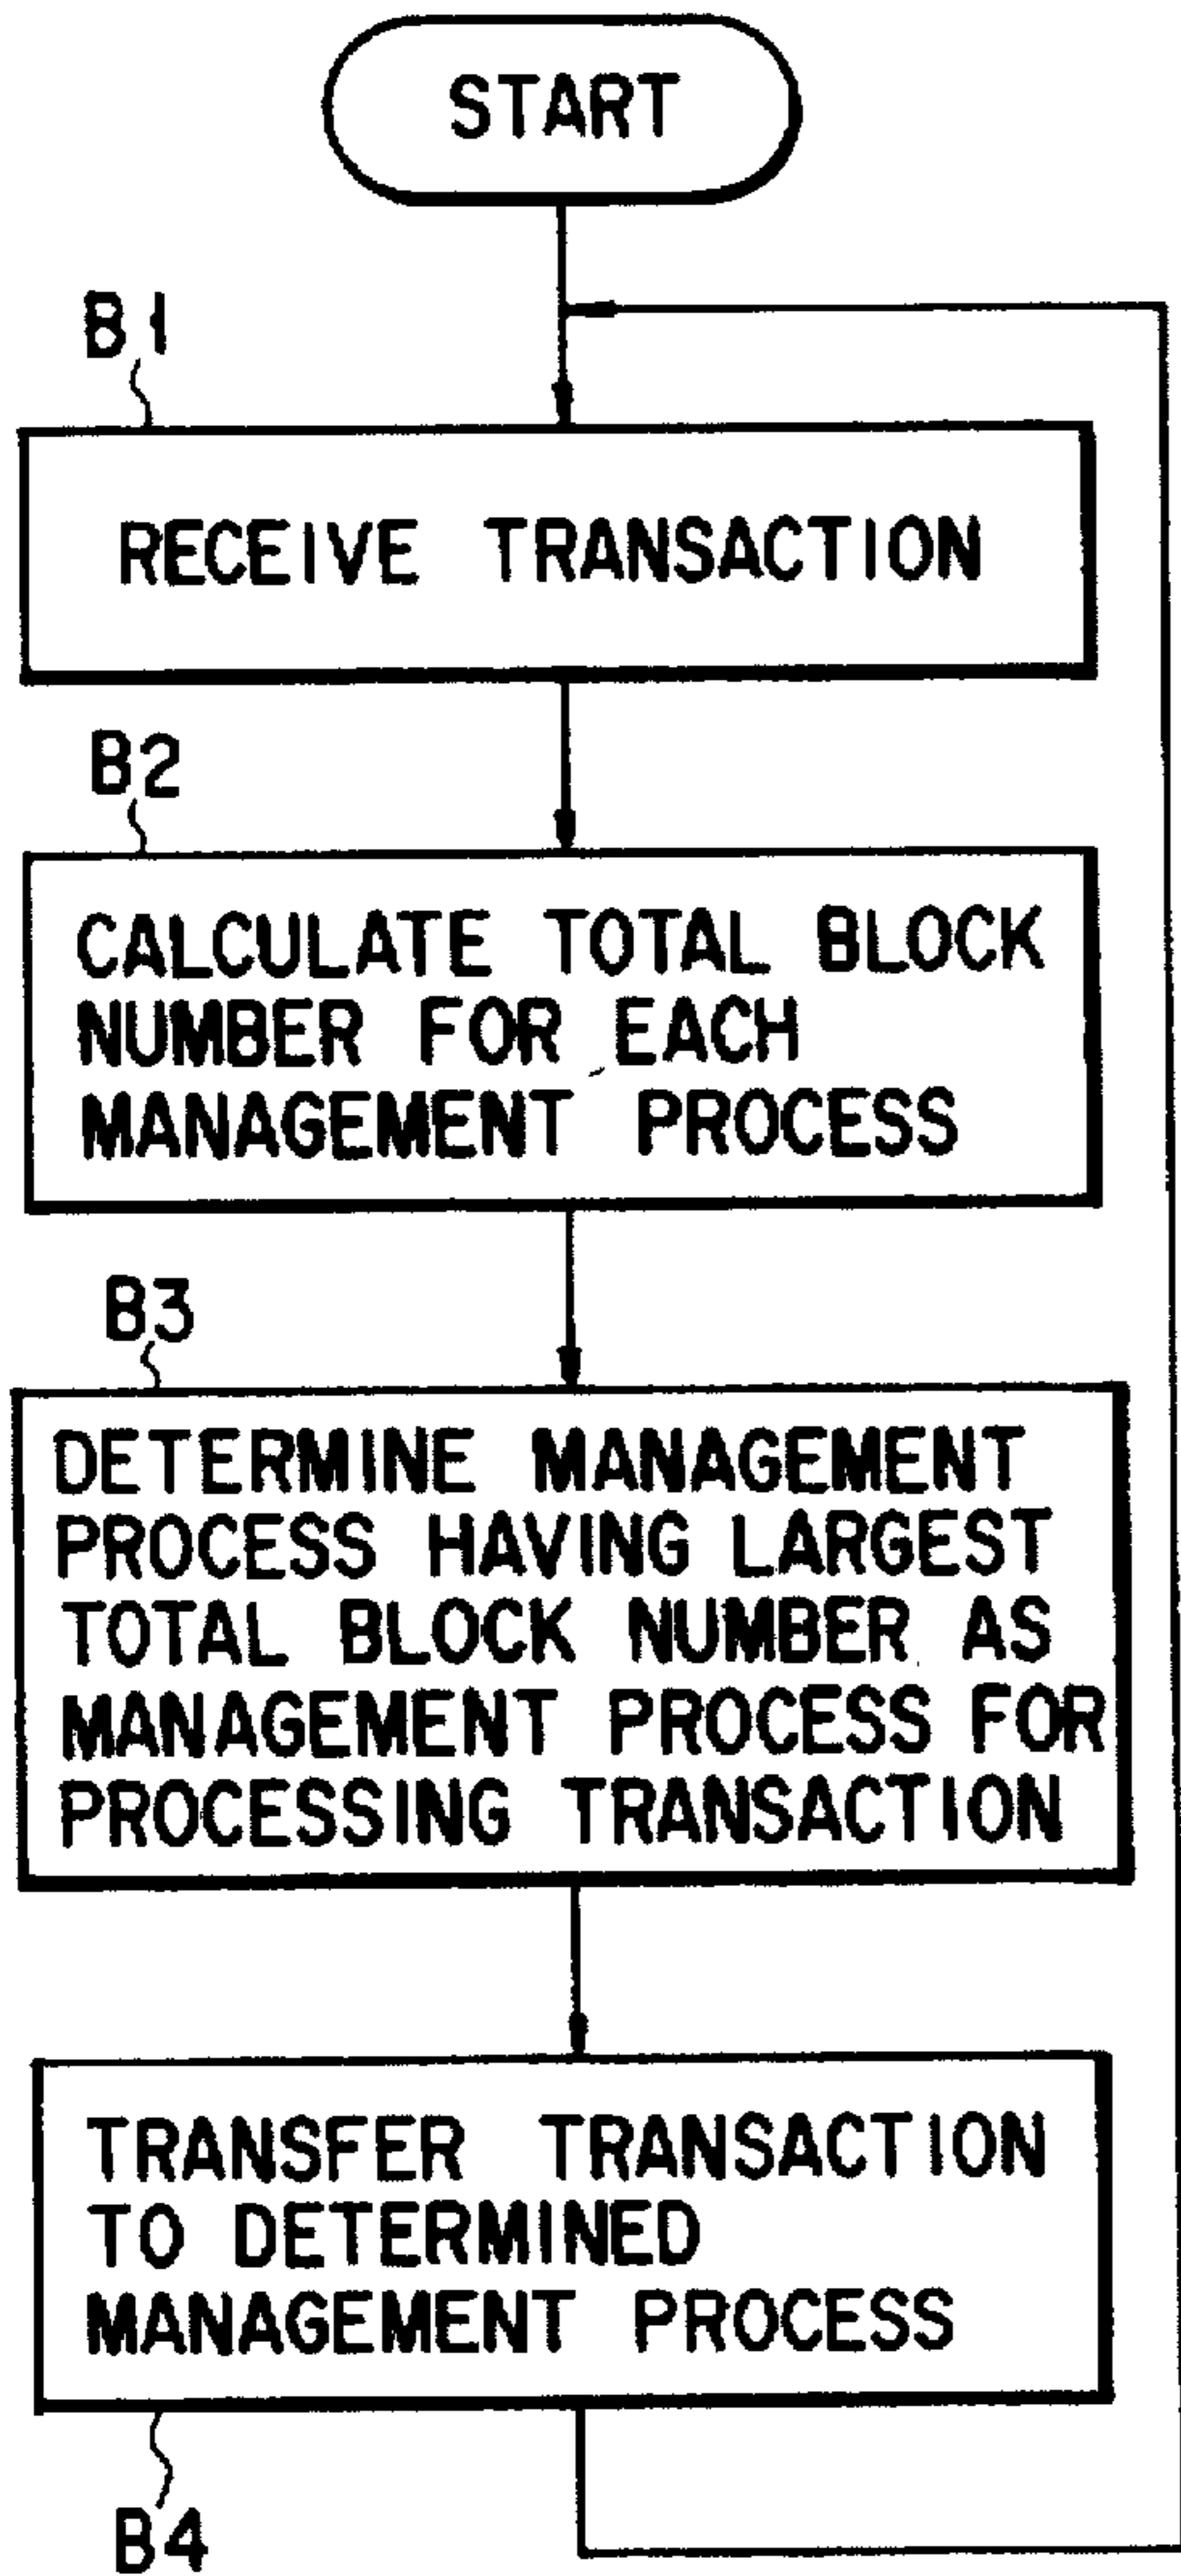 START
B1
RECEIVE TRANSACTION
B2
CALCULATE TOTAL BLOCK
NUMBER FOR EACH
MANAGEMENT PROCESS
B3
DETERMINE MANAGEMENT
PROCESS HAVING LARGEST
TOTAL BLOCK NUMBER AS
MANAGEMENT PROCESS FOR
PROCESSING TRANSACTION
TRANSFER TRANSACTION
TO DETERMINED
MANAGEMENT PROCESS
B4